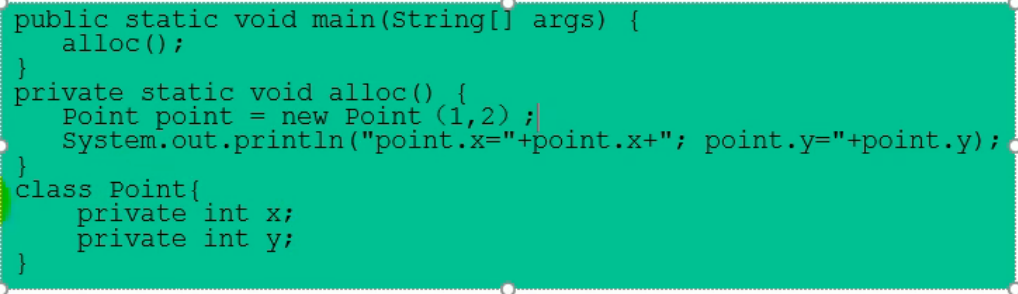 public static void main(String[] args) {
   alloc();
}
private static void alloc() {
   Point point = new Point（1,2）;
   System.out.println("point.x="+point.x+"; point.y="+point.y);
}
class Point{
    private int x;
    private int y;
}